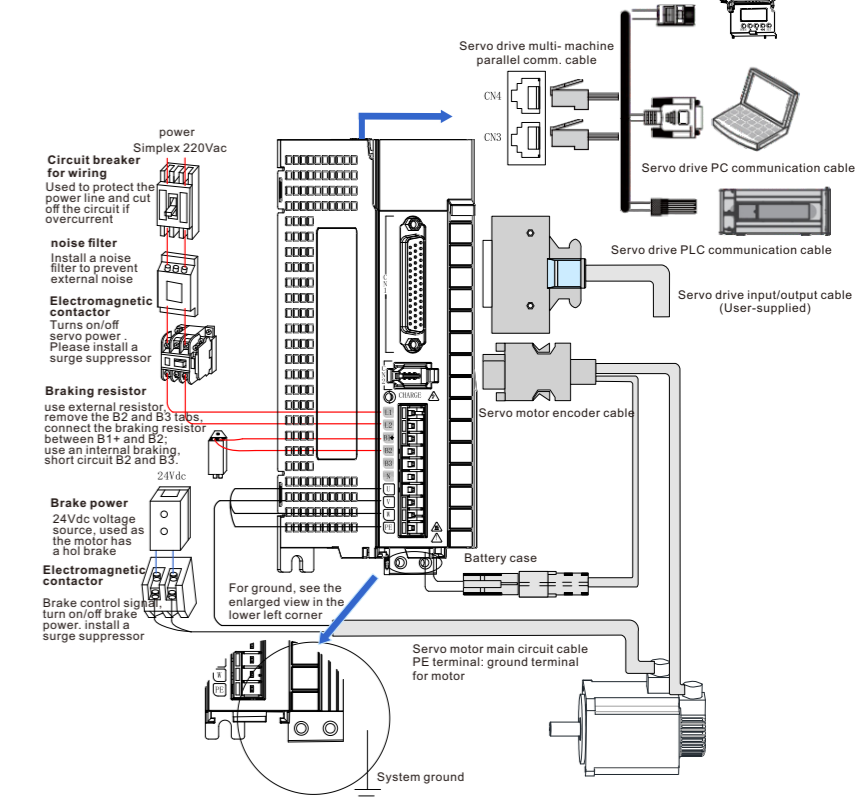 Servo drive multi- machine
parallel comm. cable
CN4
CN3
Servo drive PC communication cable
Servo drive PLC communication cable
Servo drive input/output cable
(User-supplied)
Servo motor encoder cable
power
Simplex 220Vac
Circuit breaker
for wiring
Used to protect the
power line and cut
off the circuit if
overcurrent
noise filter
Install a noise
filter to prevent
external noise
Electromagnetic
contactor
Turns on/off
servo power .
Please install a
surge suppressor
Braking resistor
use external resistor,
remove the B2 and B3 tabs,
connect the braking resistor
between B1+ and B2;
use an internal braking,
short circuit B2 and B3.
24Vdc
Brake power
24Vdc voltage
source, used as
the motor has
a hol brake
Electromagnetic
contactor
Brake control signal,
turn on/off brake
power. install a
surge suppressor
CN1
CN2
CHARGE
L1
L2
B1+
B2
B3
N
U
V
W
PE
Battery case
For ground, see the
enlarged view in the
lower left corner
Servo motor main circuit cable
PE terminal: ground terminal
for motor
W
PE
System ground